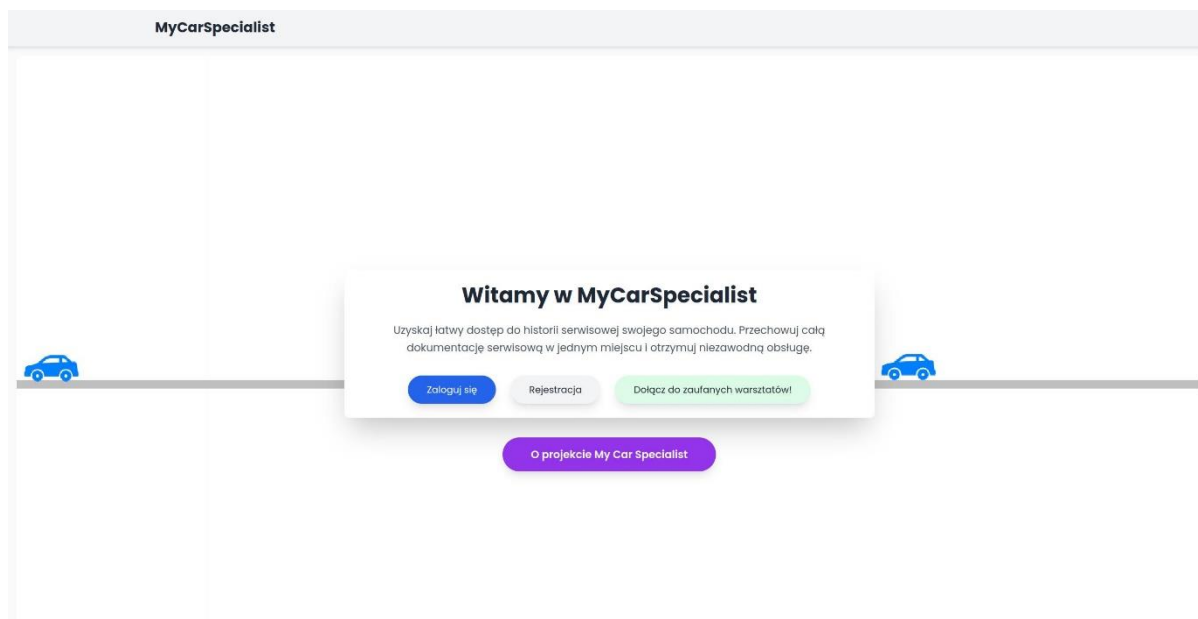 MyCarSpecialist
Witamy w MyCarSpecialist
Uzyskaj łatwy dostęp do historii serwisowej swojego samochodu. Przechowuj całą
dokumentację serwisową w jednym miejscu i otrzymuj niezawodną obsługę.
Zaloguj się
Rejestracja
Dołącz do zaufanych warsztatów!
O projekcie My Car Specialist